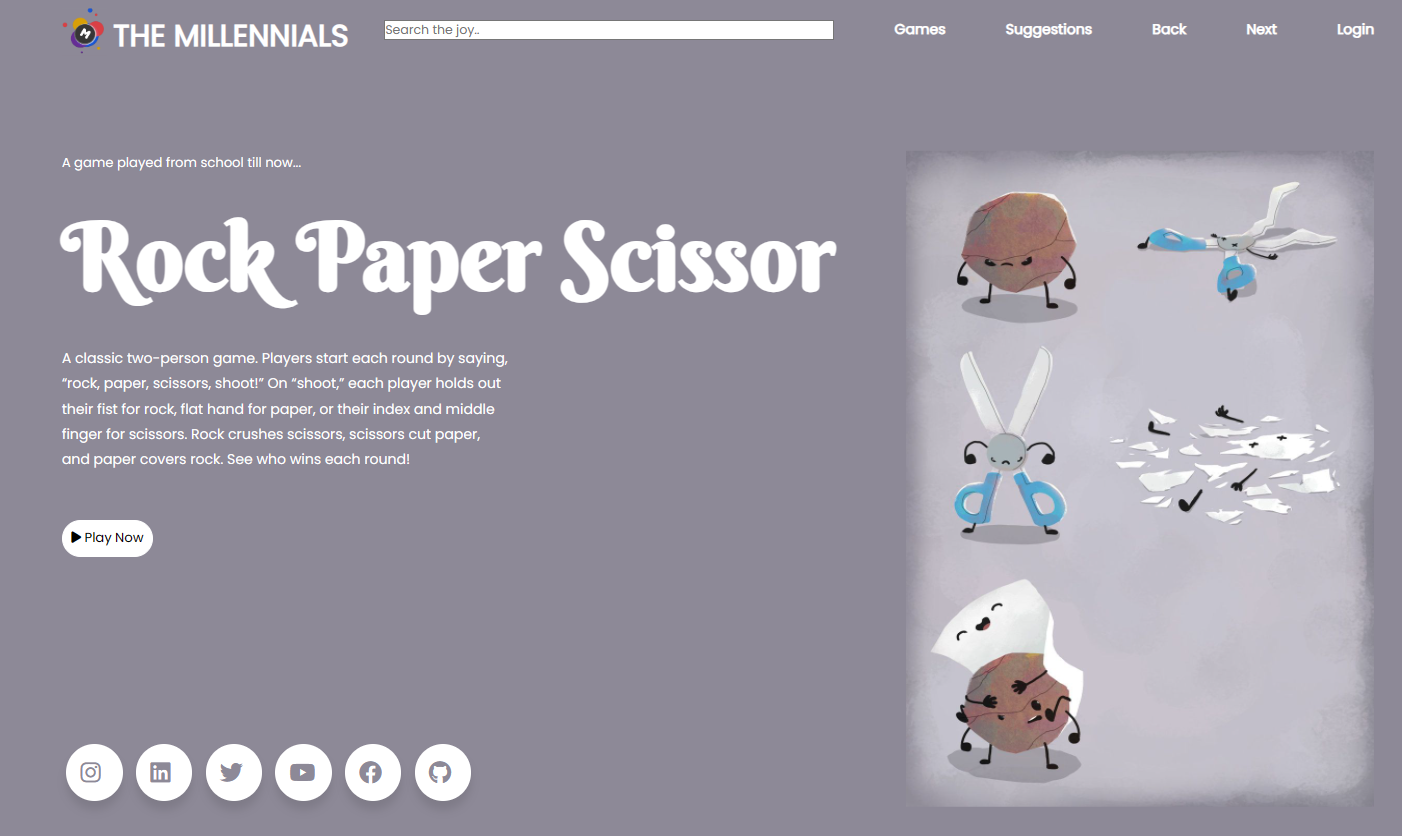 THE MILLENNIALS
Search the joy..
Games Suggestions Back Next Login
A game played from school till now...
Rock Paper Scissor
A classic two-person game. Players start each round by saying,
“rock, paper, scissors, shoot!” On “shoot,” each player holds out
their fist for rock, flat hand for paper, or their index and middle
finger for scissors. Rock crushes scissors, scissors cut paper,
and paper covers rock. See who wins each round!
Play Now